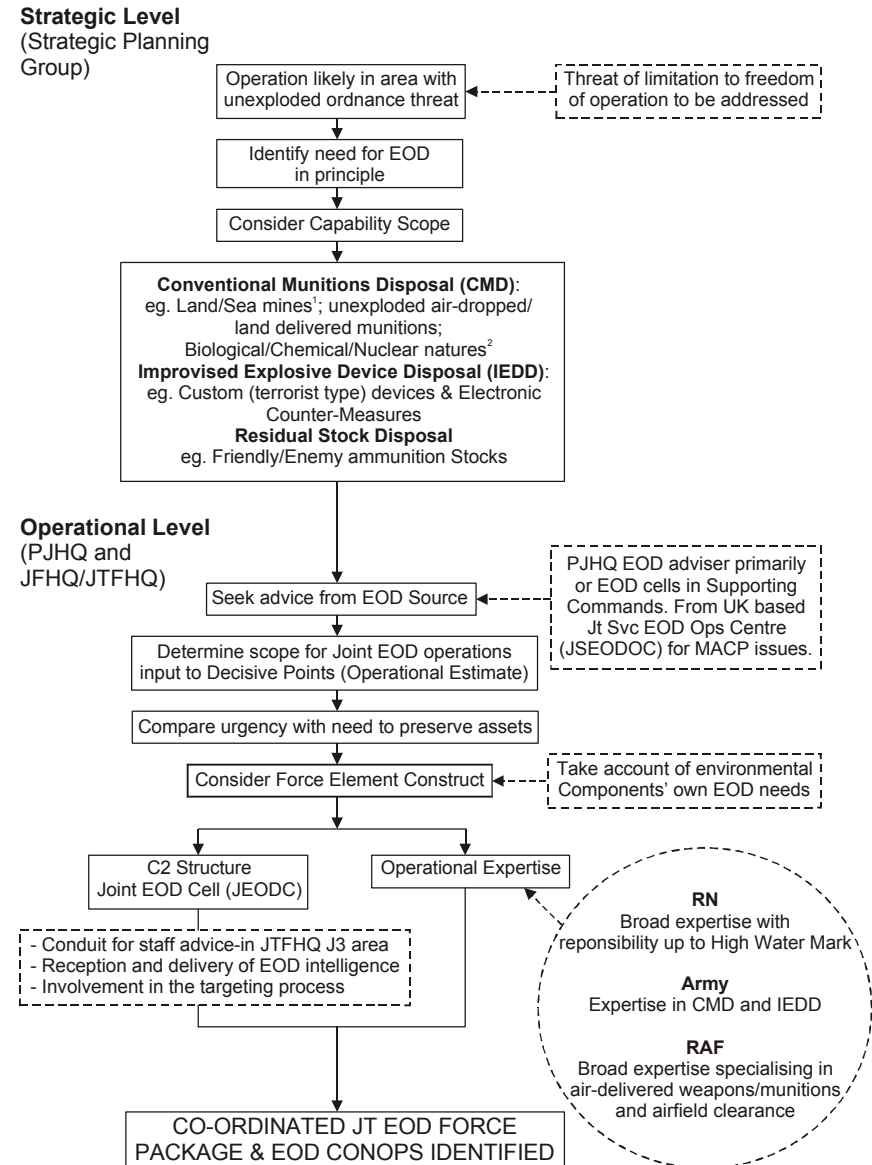 Strategic Level
(Strategic Planning
Group)
Operation likely in area with
unexploded ordnance threat
Threat of limitation to freedom
of operation to be addressed
Identify need for EOD
in principle
Consider Capability Scope
Conventional Munitions Disposal (CMD):
eg. Land/Sea mines¹; unexploded air-dropped/
land delivered munitions;
Biological/Chemical/Nuclear natures²
Improvised Explosive Device Disposal (IEDD):
eg. Custom (terrorist type) devices & Electronic
Counter-Measures
Residual Stock Disposal
eg. Friendly/Enemy ammunition Stocks
Operational Level
(PJHQ and
JFHQ/JTFHQ)
Seek advice from EOD Source
PJHQ EOD adviser primarily
or EOD cells in Supporting
Commands. From UK based
Jt Svc EOD Ops Centre
(JSEODOC) for MACP issues.
Determine scope for Joint EOD operations
input to Decisive Points (Operational Estimate)
Compare urgency with need to preserve assets
Consider Force Element Construct
Take account of environmental
Components' own EOD needs
C2 Structure
Joint EOD Cell (JEODC)
Operational Expertise
- Conduit for staff advice-in JTFHQ J3 area
- Reception and delivery of EOD intelligence
- Involvement in the targeting process
RN
Broad expertise with
reponsibility up to High Water Mark
Army
Expertise in CMD and IEDD
RAF
Broad expertise specialising in
air-delivered weapons/munitions
and airfield clearance
CO-ORDINATED JT EOD FORCE
PACKAGE & EOD CONOPS IDENTIFIED